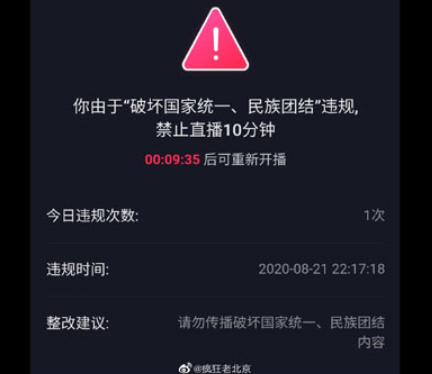 你由于“破坏国家统一、民族团结”违规,
禁止直播10分钟
00:09:35 后可重新开播
今日违规次数: 1次
违规时间: 2020-08-21 22:17:18
整改建议: 请勿传播破坏国家统一、民族团结
内容
@疯狂老北京